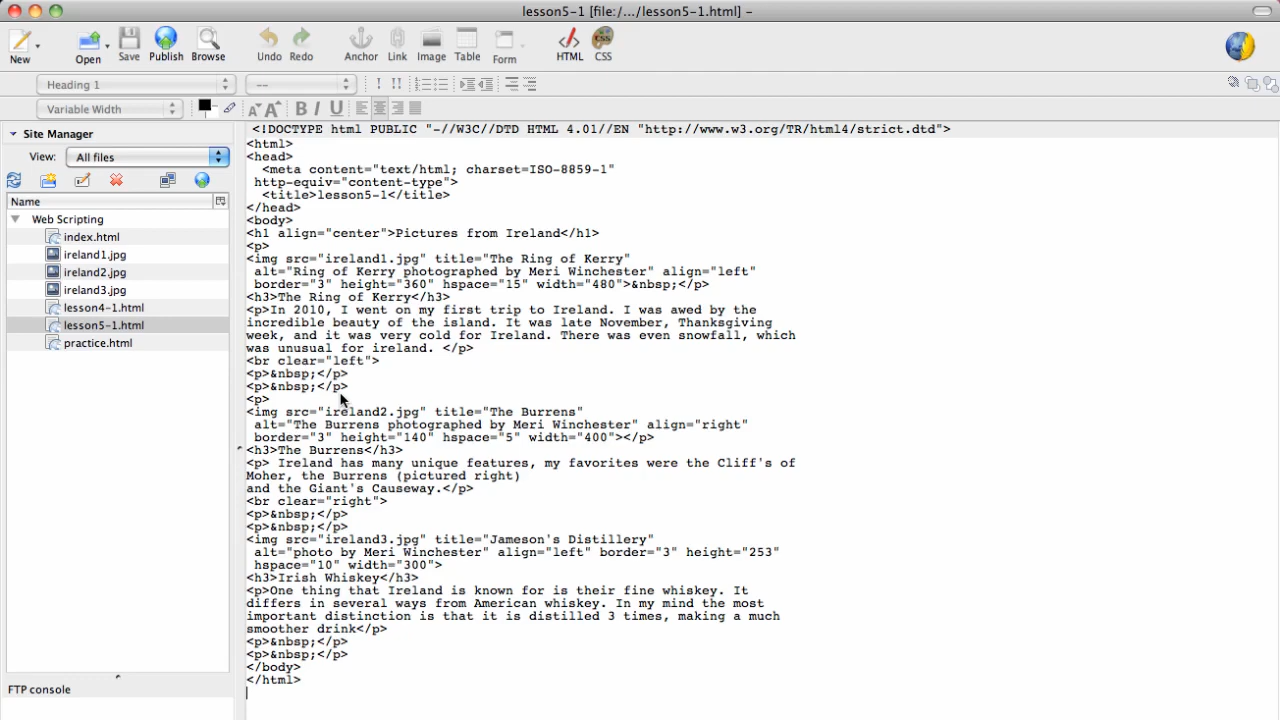 lesson5-1 [file:/.../lesson5-1.html] –
New
Open
Save
Publish
Browse
Undo
Redo
Anchor
Link
Image
Table
Form
HTML
CSS
Heading 1
--
! !!
Variable Width
A A B I U
Site Manager
View: All files
Name
Web Scripting
index.html
ireland1.jpg
ireland2.jpg
ireland3.jpg
lesson4-1.html
lesson5-1.html
practice.html
FTP console
<!DOCTYPE html PUBLIC "-//W3C//DTD HTML 4.01//EN "http://www.w3.org/TR/html4/strict.dtd">
<html>
<head>
<meta content="text/html; charset=ISO-8859-1"
http-equiv="content-type">
<title>lesson5-1</title>
</head>
<body>
<h1 align="center">Pictures from Ireland</h1>
<p>
<img src="ireland1.jpg" title="The Ring of Kerry"
alt="Ring of Kerry photographed by Meri Winchester" align="left"
border="3" height="360" hspace="15" width="480">&nbsp;</p>
<h3>The Ring of Kerry</h3>
<p>In 2010, I went on my first trip to Ireland. I was awed by the
incredible beauty of the island. It was late November, Thanksgiving
week, and it was very cold for Ireland. There was even snowfall, which
was unusual for ireland. </p>
<br clear="left">
<p>&nbsp;</p>
<p>&nbsp;</p>
<p>
<img src="ireland2.jpg" title="The Burrens"
alt="The Burrens photographed by Meri Winchester" align="right"
border="3" height="140" hspace="5" width="400"></p>
<h3>The Burrens</h3>
<p> Ireland has many unique features, my favorites were the Cliff's of
Moher, the Burrens (pictured right)
and the Giant's Causeway.</p>
<br clear="right">
<p>&nbsp;</p>
<p>&nbsp;</p>
<img src="ireland3.jpg" title="Jameson's Distillery"
alt="photo by Meri Winchester" align="left" border="3" height="253"
hspace="10" width="300">
<h3>Irish Whiskey</h3>
<p>One thing that Ireland is known for is their fine whiskey. It
differs in several ways from American whiskey. In my mind the most
important distinction is that it is distilled 3 times, making a much
smoother drink</p>
<p>&nbsp;</p>
<p>&nbsp;</p>
</body>
</html>